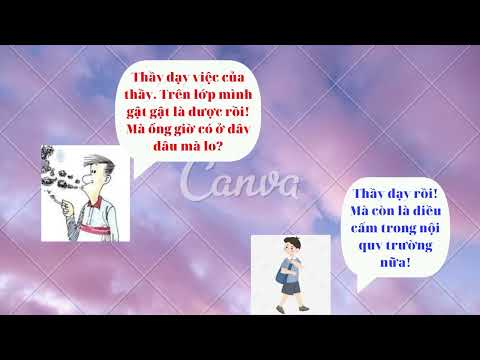 Thầy dạy việc của
thầy. Trên lớp mình
gật gật là được rồi!
Mà ổng giờ có ở đây
đâu mà lo?
Canva
Thầy dạy rồi!
Mà còn là điều
cấm trong nội
quy trường
nữa!